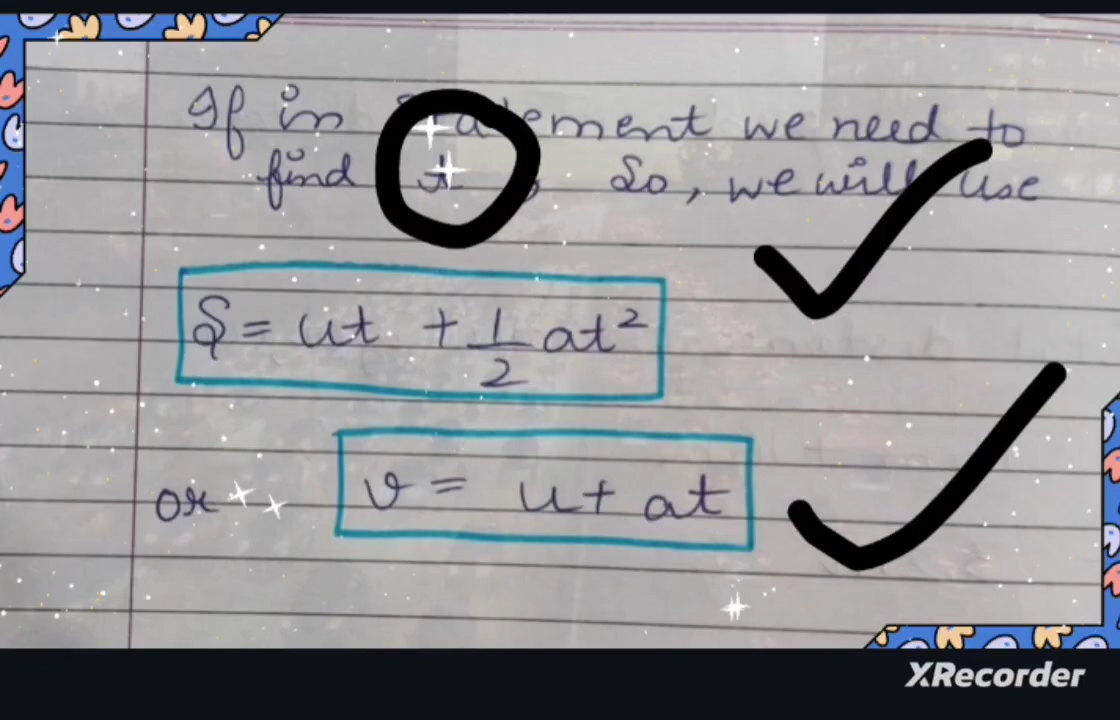 If in statement we need to
find t, So, we will use
S = ut + 1/2 at²
or v = u + at
XRecorder